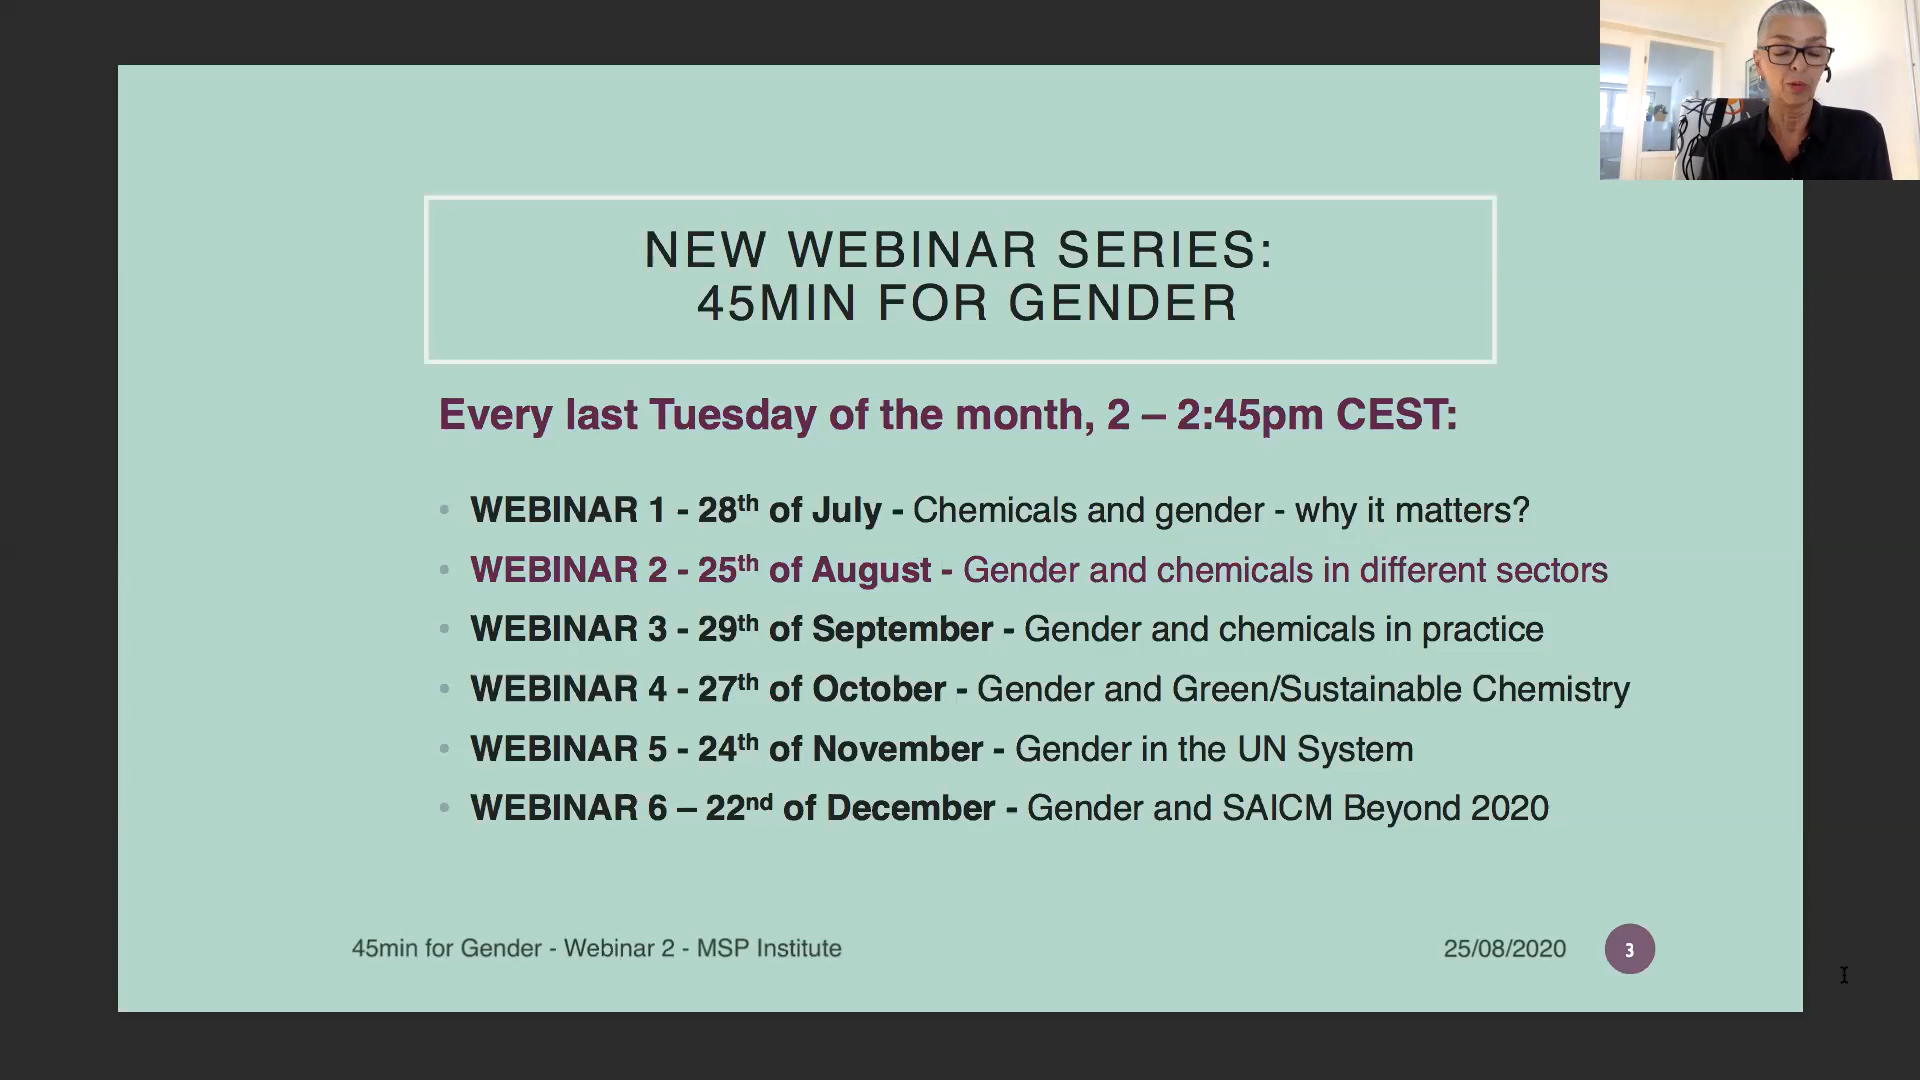 NEW WEBINAR SERIES:
45MIN FOR GENDER
Every last Tuesday of the month, 2 – 2:45pm CEST:
• WEBINAR 1 - 28th of July - Chemicals and gender - why it matters?
• WEBINAR 2 - 25th of August - Gender and chemicals in different sectors
• WEBINAR 3 - 29th of September - Gender and chemicals in practice
• WEBINAR 4 - 27th of October - Gender and Green/Sustainable Chemistry
• WEBINAR 5 - 24th of November - Gender in the UN System
• WEBINAR 6 – 22nd of December - Gender and SAICM Beyond 2020
45min for Gender - Webinar 2 - MSP Institute
25/08/2020
3